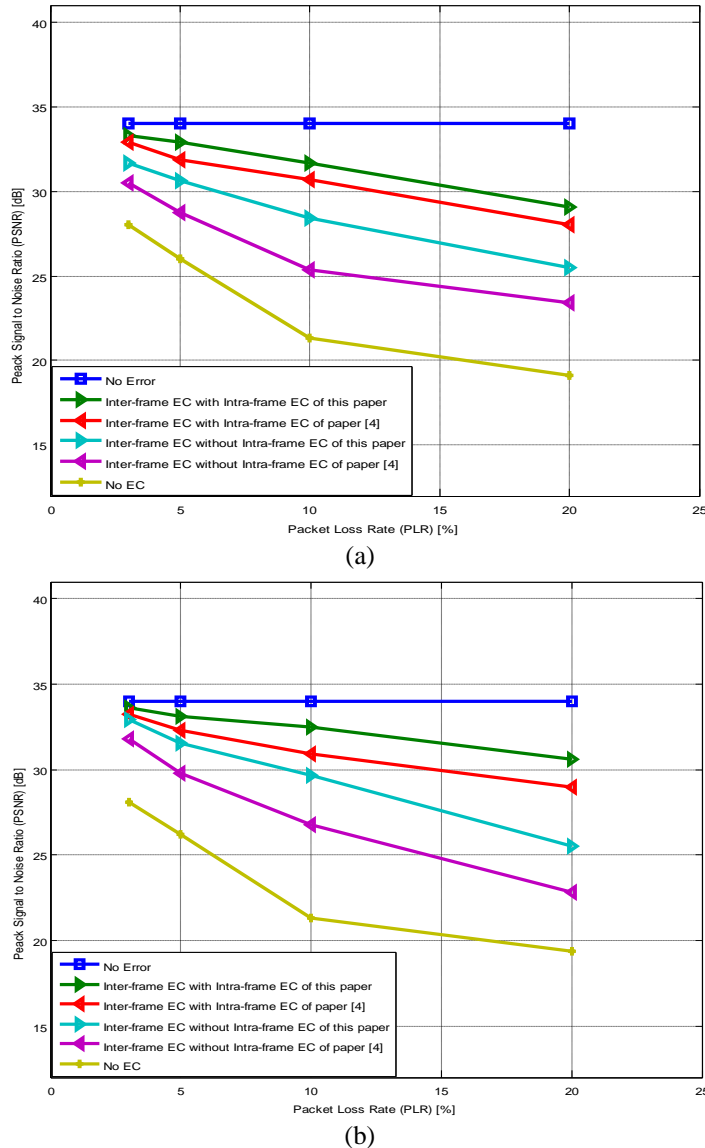 40
35
30
25
20
15
Peack Signal to Noise Ratio (PSNR) [dB]
No Error
Inter-frame EC with Intra-frame EC of this paper
Inter-frame EC with Intra-frame EC of paper [4]
Inter-frame EC without Intra-frame EC of this paper
Inter-frame EC without Intra-frame EC of paper [4]
No EC
0 5 10 15 20 25
Packet Loss Rate (PLR) [%]
(a)
40
35
30
25
20
15
Peack Signal to Noise Ratio (PSNR) [dB]
No Error
Inter-frame EC with Intra-frame EC of this paper
Inter-frame EC with Intra-frame EC of paper [4]
Inter-frame EC without Intra-frame EC of this paper
Inter-frame EC without Intra-frame EC of paper [4]
No EC
0 5 10 15 20 25
Packet Loss Rate (PLR) [%]
(b)